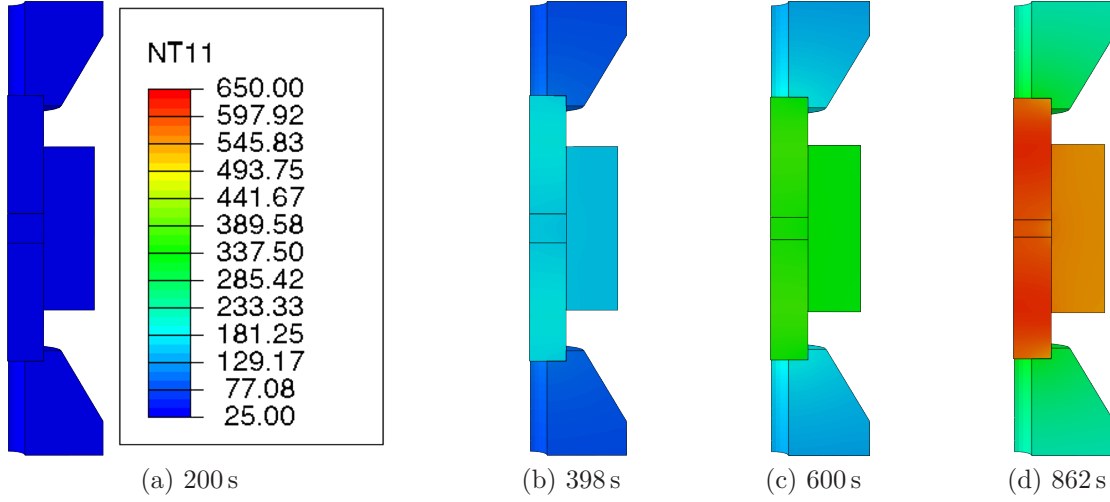 NT11
650.00
597.92
545.83
493.75
441.67
389.58
337.50
285.42
233.33
181.25
129.17
77.08
25.00
(a) 200 s
(b) 398 s
(c) 600 s
(d) 862 s